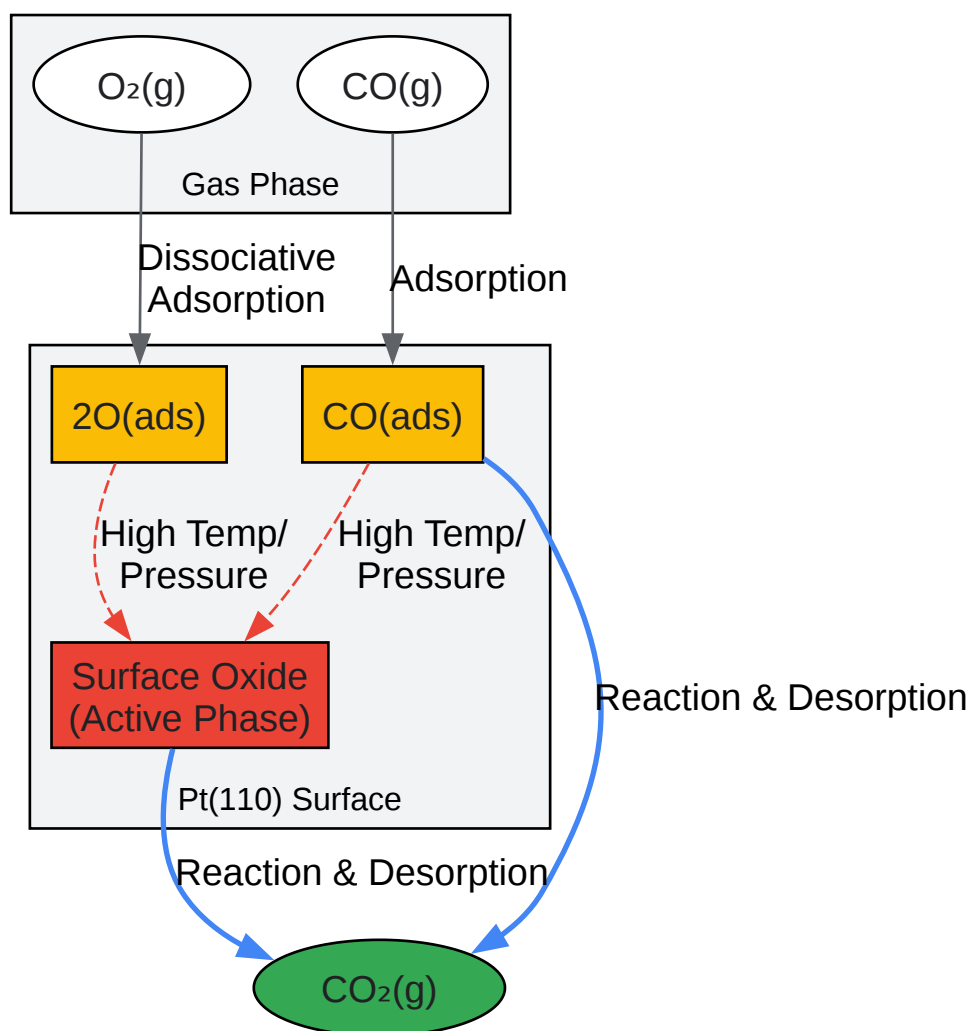 O₂(g)
CO(g)
Gas Phase
Dissociative
Adsorption
Adsorption
2O(ads)
CO(ads)
High Temp/
Pressure
High Temp/
Pressure
Surface Oxide
(Active Phase)
Reaction & Desorption
Pt(110) Surface
Reaction & Desorption
CO₂(g)